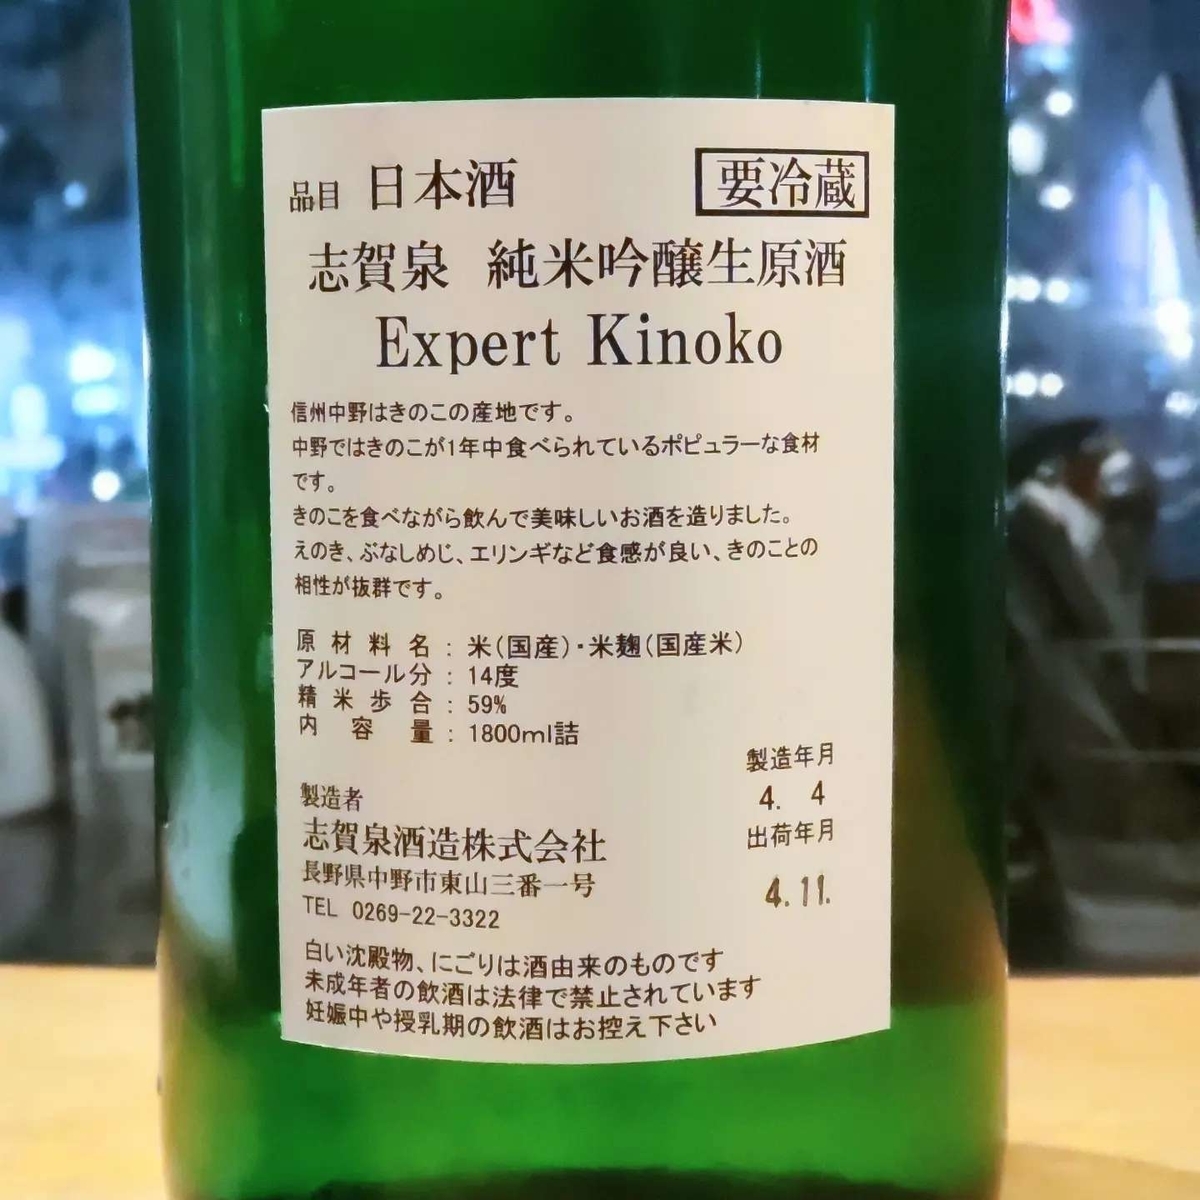 品目 日本酒 要冷蔵
志賀泉 純米吟醸生原酒
Expert Kinoko
信州中野はきのこの産地です。
中野ではきのこが1年中食べられているポピュラーな食材
です。
きのこを食べながら飲んで美味しいお酒を造りました。
えのき、ぶなしめじ、エリンギなど食感が良い、きのことの
相性が抜群です。
原材料名：米(国産)・米麹(国産米)
アルコール分：14度
精米歩合：59%
内容量：1800ml詰
製造年月
4. 4
出荷年月
4.11.
製造者
志賀泉酒造株式会社
長野県中野市東山三番一号
TEL 0269-22-3322
白い沈殿物、にごりは酒由来のものです
未成年者の飲酒は法律で禁止されています
妊娠中や授乳期の飲酒はお控え下さい